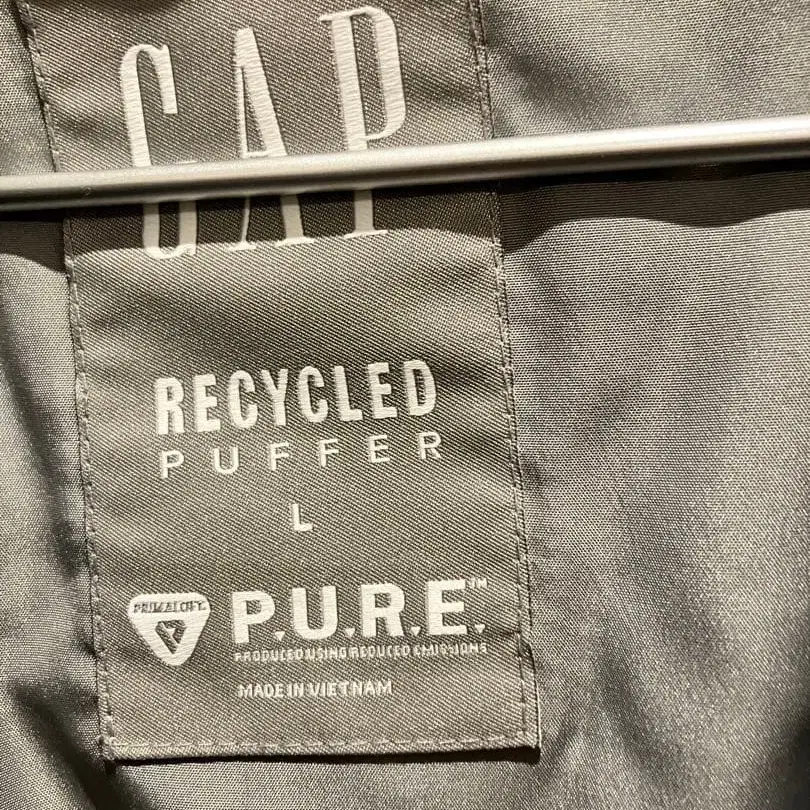 GAP
RECYCLED
PUFFER
L
PRIMALOFT
P.U.R.E.™
PRODUCED USING REDUCED EMISSIONS
MADE IN VIETNAM